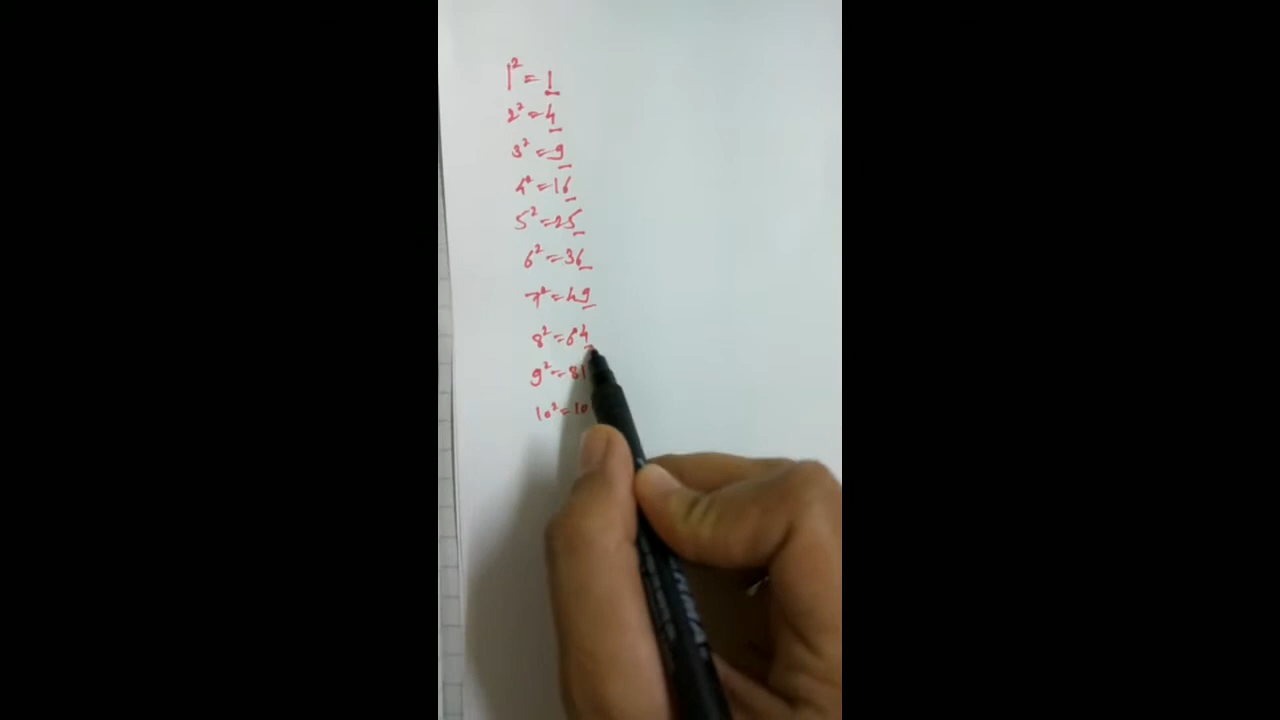 1² = 1
2² = 4
3² = 9
4² = 16
5² = 25
6² = 36
7² = 49
8² = 64
9² = 81
10² = 10